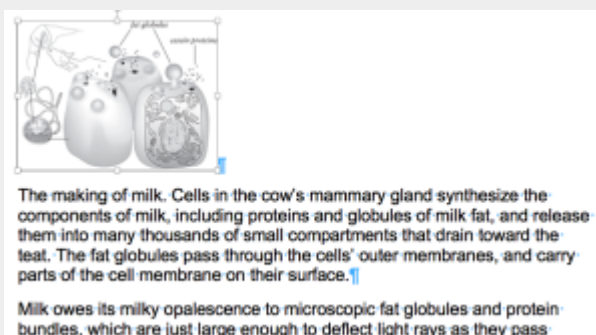 fat globules
casein proteins
The making of milk. Cells in the cow's mammary gland synthesize the
components of milk, including proteins and globules of milk fat, and release
them into many thousands of small compartments that drain toward the
teat. The fat globules pass through the cells' outer membranes, and carry
parts of the cell membrane on their surface.¶
Milk owes its milky opalescence to microscopic fat globules and protein
bundles, which are just large enough to deflect light rays as they pass